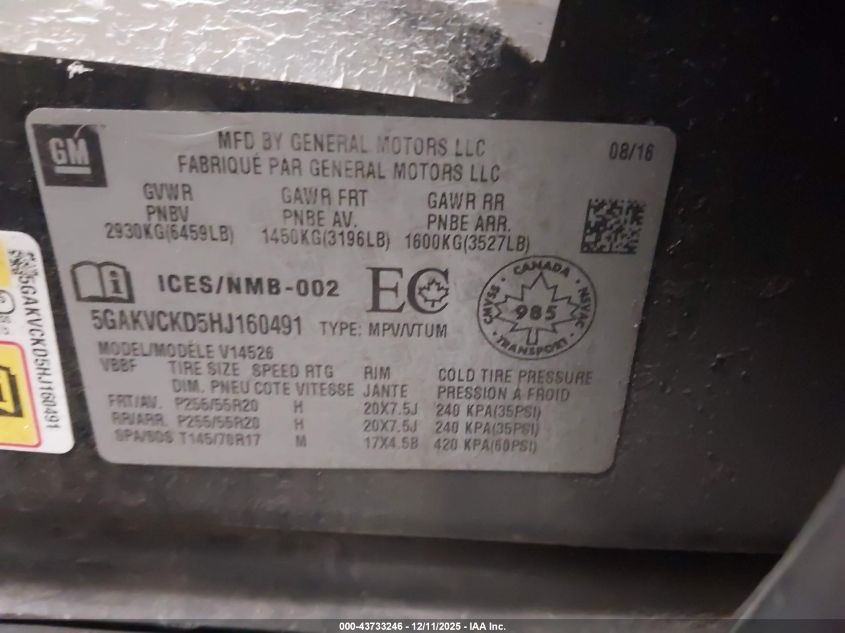 GM
MFD BY GENERAL MOTORS LLC
FABRIQUÉ PAR GENERAL MOTORS LLC
08/16
GVWR GAWR FRT GAWR RR
PNBV PNBE AV. PNBE ARR.
2930KG(6459LB) 1450KG(3196LB) 1600KG(3527LB)
i ICES/NMB-002 EC
CANADA
CMVSS 985 NSVAC
TRANSPORT
5GAKVCKD5HJ160491 TYPE: MPV/VTUM
MODEL/MODÈLE V14526
VBBF TIRE SIZE SPEED RTG RIM COLD TIRE PRESSURE
DIM. PNEU COTE VITESSE JANTE PRESSION A FROID
FRT/AV. P255/55R20 H 20X7.5J 240 KPA(35PSI)
RR/ARR. P255/55R20 H 20X7.5J 240 KPA(35PSI)
SPA/SOS T145/70R17 M 17X4.5B 420 KPA(60PSI)
5GAKVCKD5HJ160491
000-43733246 - 12/11/2025 - IAA Inc.